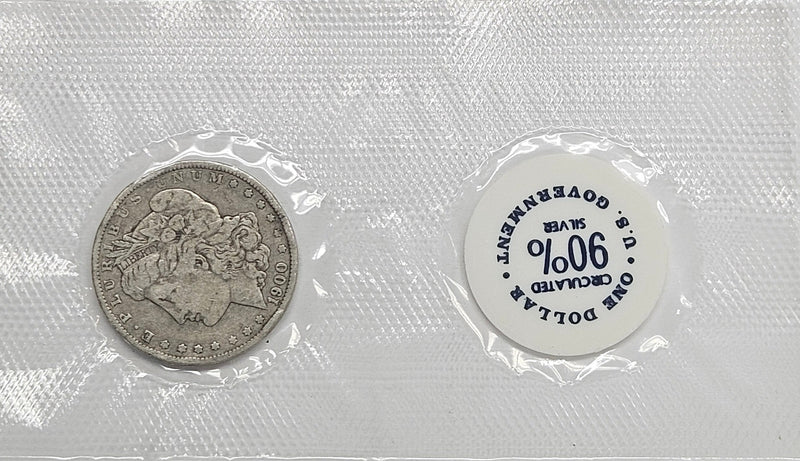 E·PLURIBUS UNUM
LIBERTY
1900
U.S. GOVERNMENT • ONE DOLLAR •
CIRCULATED
90%
SILVER